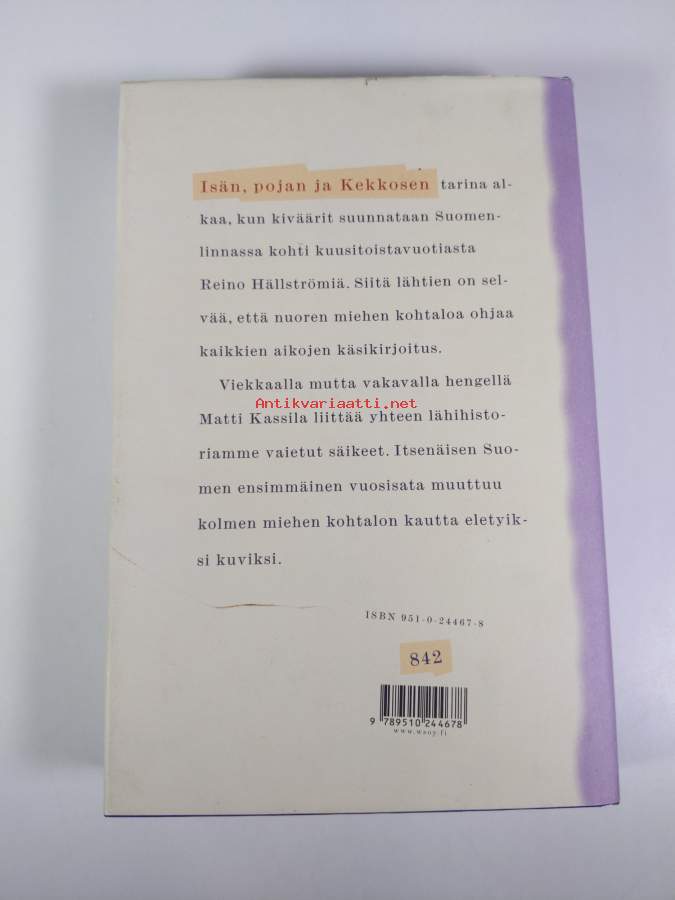 Isän, pojan ja Kekkosen tarina al-
kaa, kun kiväärit suunnataan Suomen-
linnassa kohti kuusitoistavuotiasta
Reino Hällströmiä. Siitä lähtien on sel-
vää, että nuoren miehen kohtaloa ohjaa
kaikkien aikojen käsikirjoitus.
Viekkaalla mutta vakavalla hengellä
Antikvariaatti.net
Matti Kassila liittää yhteen lähihisto-
riamme vaietut säikeet. Itsenäisen Suo-
men ensimmäinen vuosisata muuttuu
kolmen miehen kohtalon kautta eletyik-
si kuviksi.
ISBN 951-0-24467-8
842
9 789510 244678
www.wsoy.fi